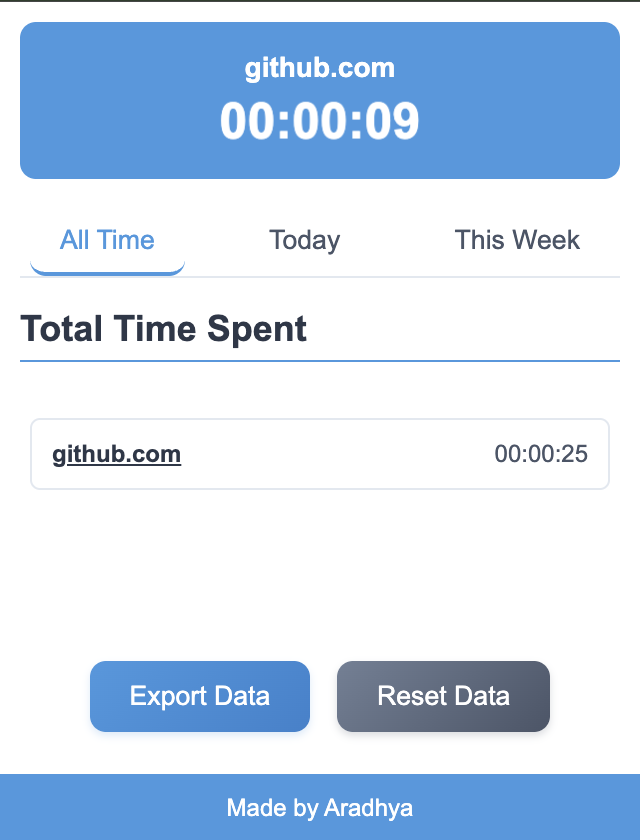 github.com
00:00:09
All Time Today This Week
Total Time Spent
github.com 00:00:25
Export Data Reset Data
Made by Aradhya